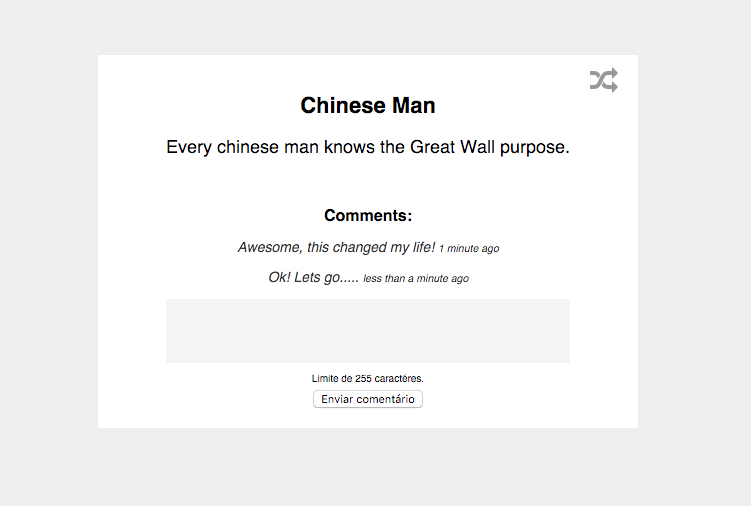 Chinese Man
Every chinese man knows the Great Wall purpose.
Comments:
Awesome, this changed my life! 1 minute ago
Ok! Lets go..... less than a minute ago
Limite de 255 caractéres.
Enviar comentário